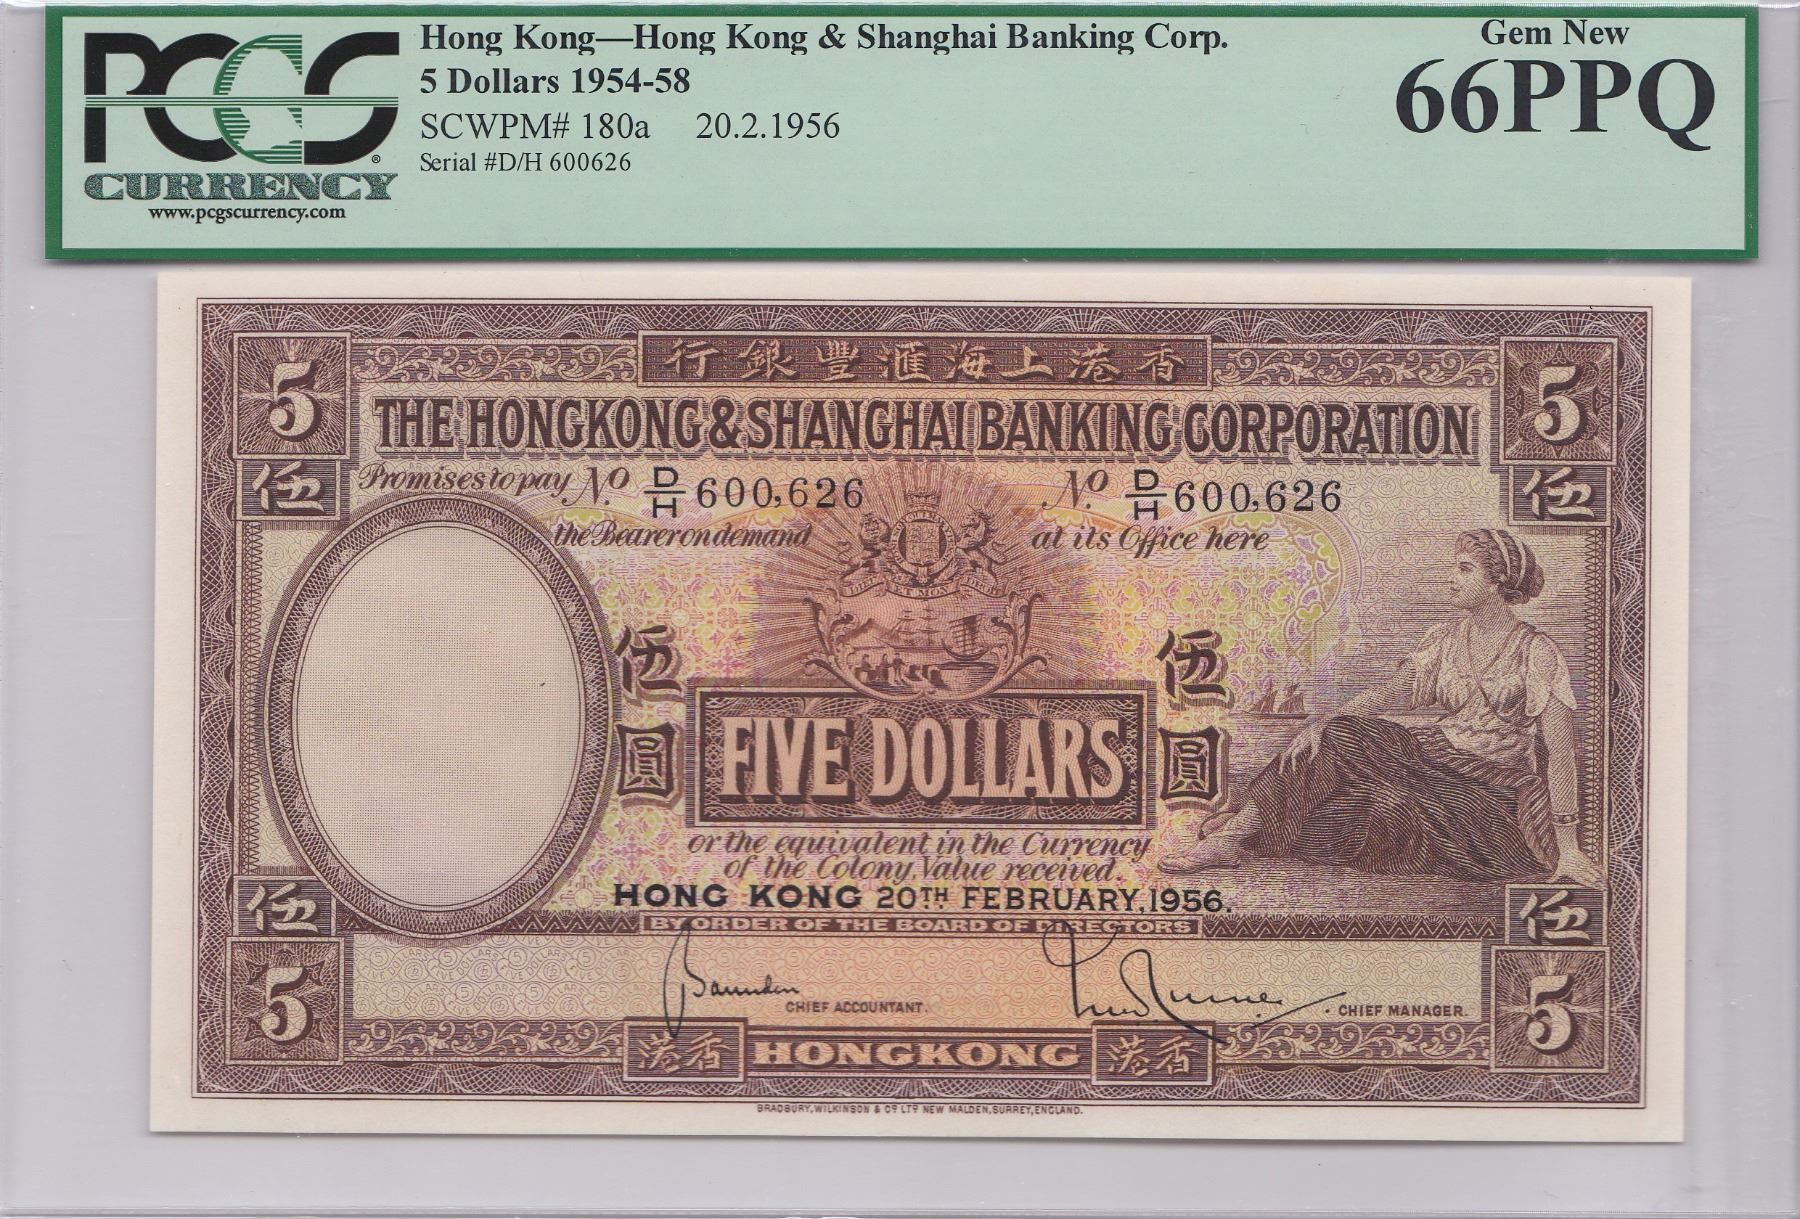 PCGS
CURRENCY
www.pcgscurrency.com
Hong Kong—Hong Kong & Shanghai Banking Corp.
5 Dollars 1954-58
SCWPM# 180a 20.2.1956
Serial #D/H 600626
Gem New
66PPQ
行銀豐滙海上港香
5 5
THE HONGKONG & SHANGHAI BANKING CORPORATION
伍 伍
Promises to pay No D/H 600,626 No D/H 600,626
the Bearer on demand at its Office here
伍圓 伍圓
FIVE DOLLARS
or the equivalent in the Currency
of the Colony, Value received.
HONG KONG 20TH FEBRUARY, 1956.
伍 伍
BY ORDER OF THE BOARD OF DIRECTORS
5 5
CHIEF ACCOUNTANT. CHIEF MANAGER.
港香 HONGKONG 港香
BRADBURY, WILKINSON & CO LTD NEW MALDEN, SURREY, ENGLAND.